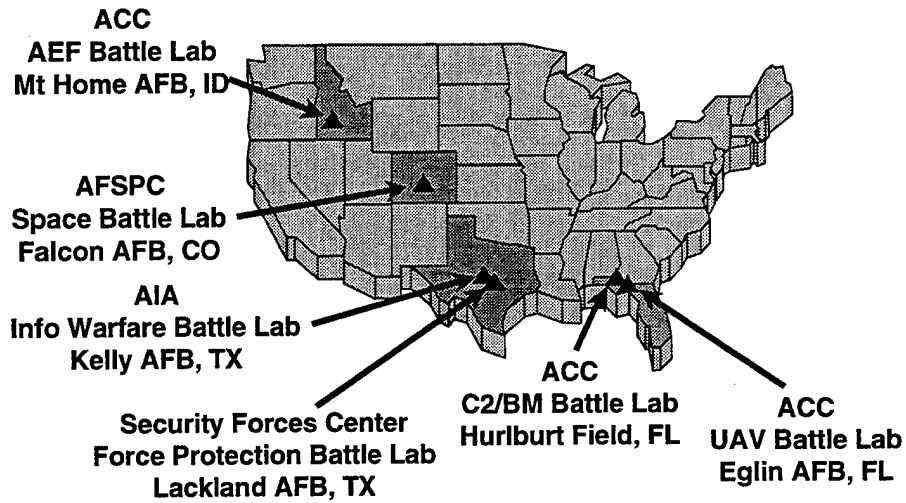 ACC
AEF Battle Lab
Mt Home AFB, ID
AFSPC
Space Battle Lab
Falcon AFB, CO
AIA
Info Warfare Battle Lab
Kelly AFB, TX
Security Forces Center
Force Protection Battle Lab
Lackland AFB, TX
ACC
C2/BM Battle Lab
Hurlburt Field, FL
ACC
UAV Battle Lab
Eglin AFB, FL